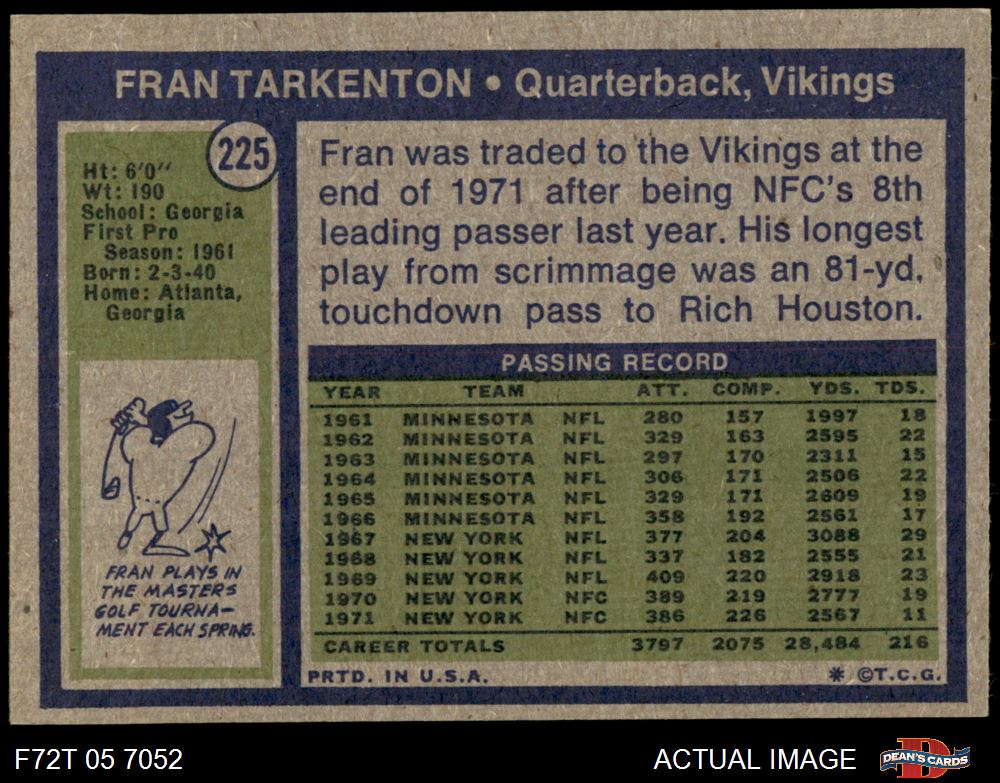 FRAN TARKENTON • Quarterback, Vikings
225
Ht: 6'0''
Wt: 190
School: Georgia
First Pro
Season: 1961
Born: 2-3-40
Home: Atlanta,
Georgia
FRAN PLAYS IN
THE MASTERS
GOLF TOURNA-
MENT EACH SPRING.
Fran was traded to the Vikings at the
end of 1971 after being NFC's 8th
leading passer last year. His longest
play from scrimmage was an 81-yd.
touchdown pass to Rich Houston.
PASSING RECORD
YEAR TEAM ATT. COMP. YDS. TDS.
1961 MINNESOTA NFL 280 157 1997 18
1962 MINNESOTA NFL 329 163 2595 22
1963 MINNESOTA NFL 297 170 2311 15
1964 MINNESOTA NFL 306 171 2506 22
1965 MINNESOTA NFL 329 171 2609 19
1966 MINNESOTA NFL 358 192 2561 17
1967 NEW YORK NFL 377 204 3088 29
1968 NEW YORK NFL 337 182 2555 21
1969 NEW YORK NFL 409 220 2918 23
1970 NEW YORK NFC 389 219 2777 19
1971 NEW YORK NFC 386 226 2567 11
CAREER TOTALS 3797 2075 28,484 216
PRTD. IN U.S.A. * ©T.C.G.
F72T 05 7052 ACTUAL IMAGE
DEAN'S CARDS